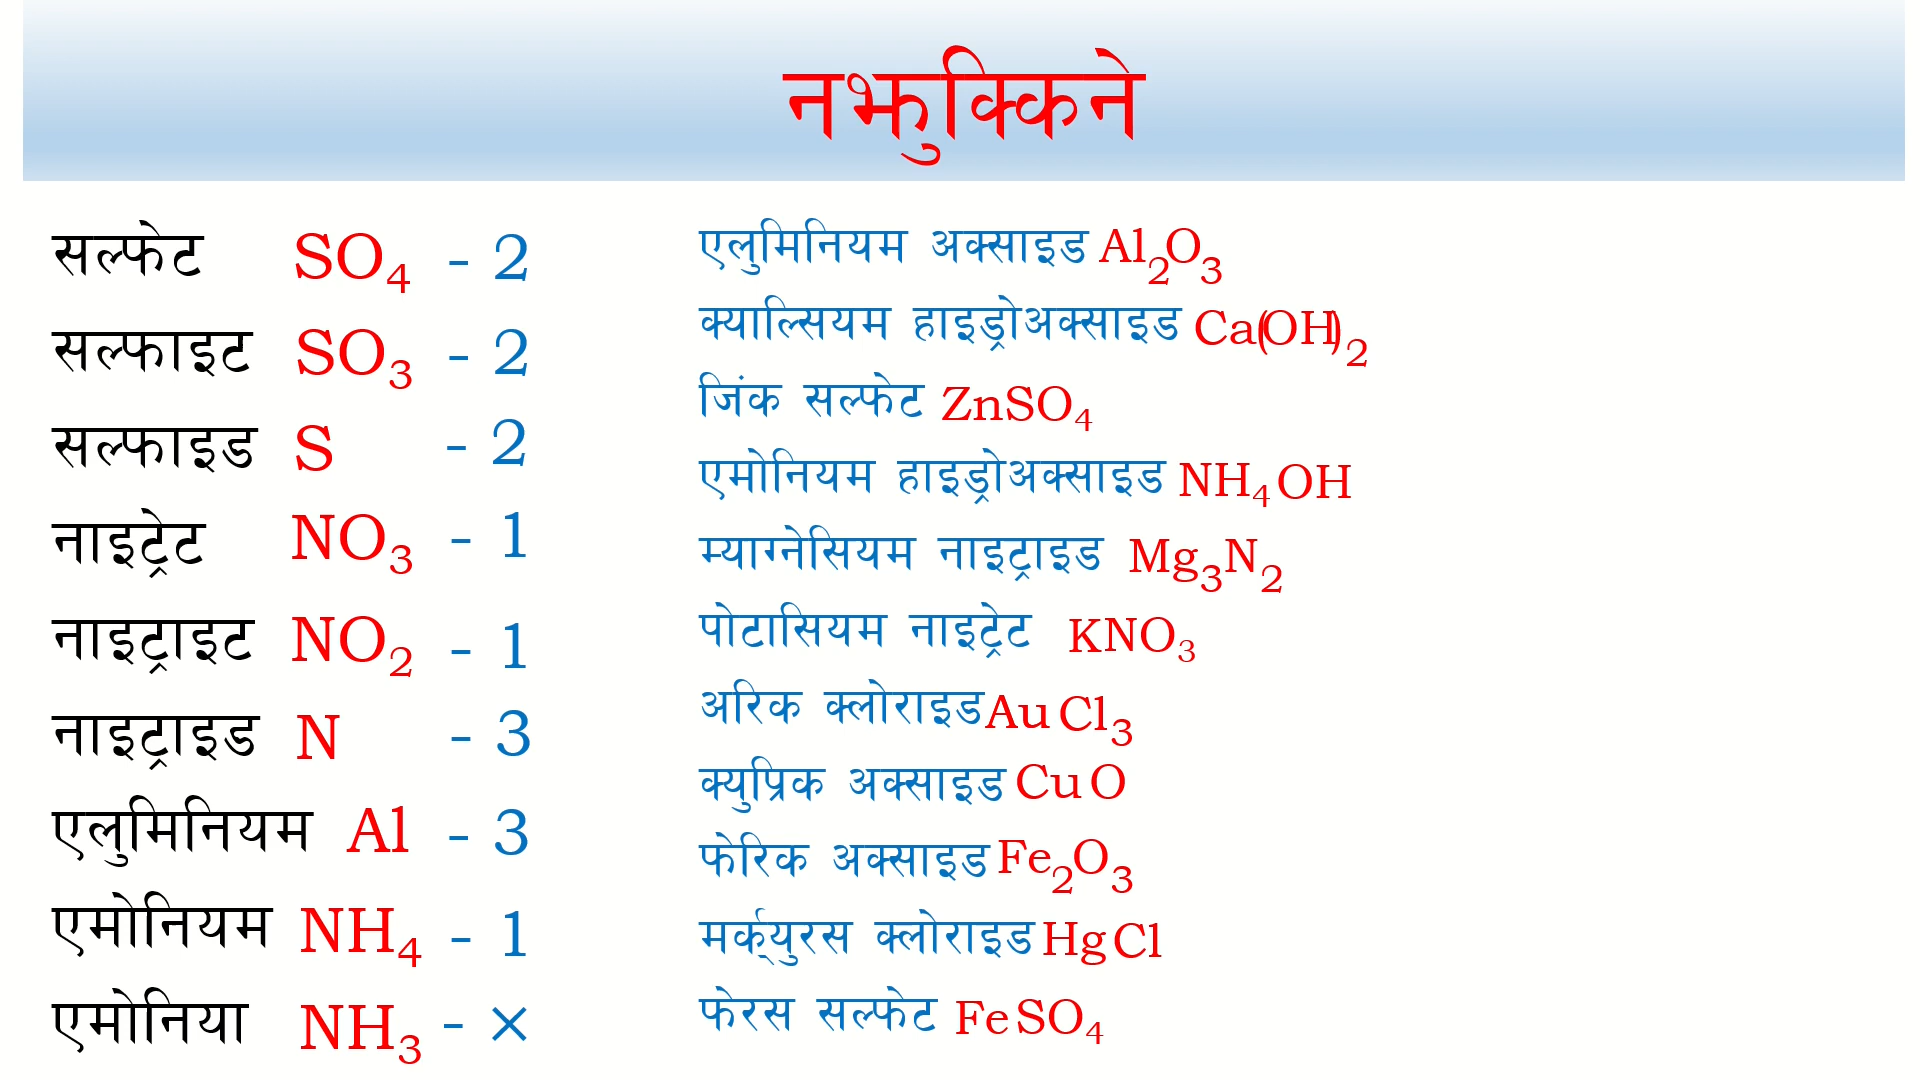 नझुक्किने
सल्फेट SO₄ - 2
सल्फाइट SO₃ - 2
सल्फाइड S - 2
नाइट्रेट NO₃ - 1
नाइट्राइट NO₂ - 1
नाइट्राइड N - 3
एलुमिनियम Al - 3
एमोनियम NH₄ - 1
एमोनिया NH₃ - ×
एलुमिनियम अक्साइड Al₂O₃
क्याल्सियम हाइड्रोअक्साइड Ca(OH)₂
जिंक सल्फेट ZnSO₄
एमोनियम हाइड्रोअक्साइड NH₄OH
म्याग्नेसियम नाइट्राइड Mg₃N₂
पोटासियम नाइट्रेट KNO₃
अरिक क्लोराइड AuCl₃
क्युप्रिक अक्साइड CuO
फेरिक अक्साइड Fe₂O₃
मर्क्युरस क्लोराइड HgCl
फेरस सल्फेट FeSO₄